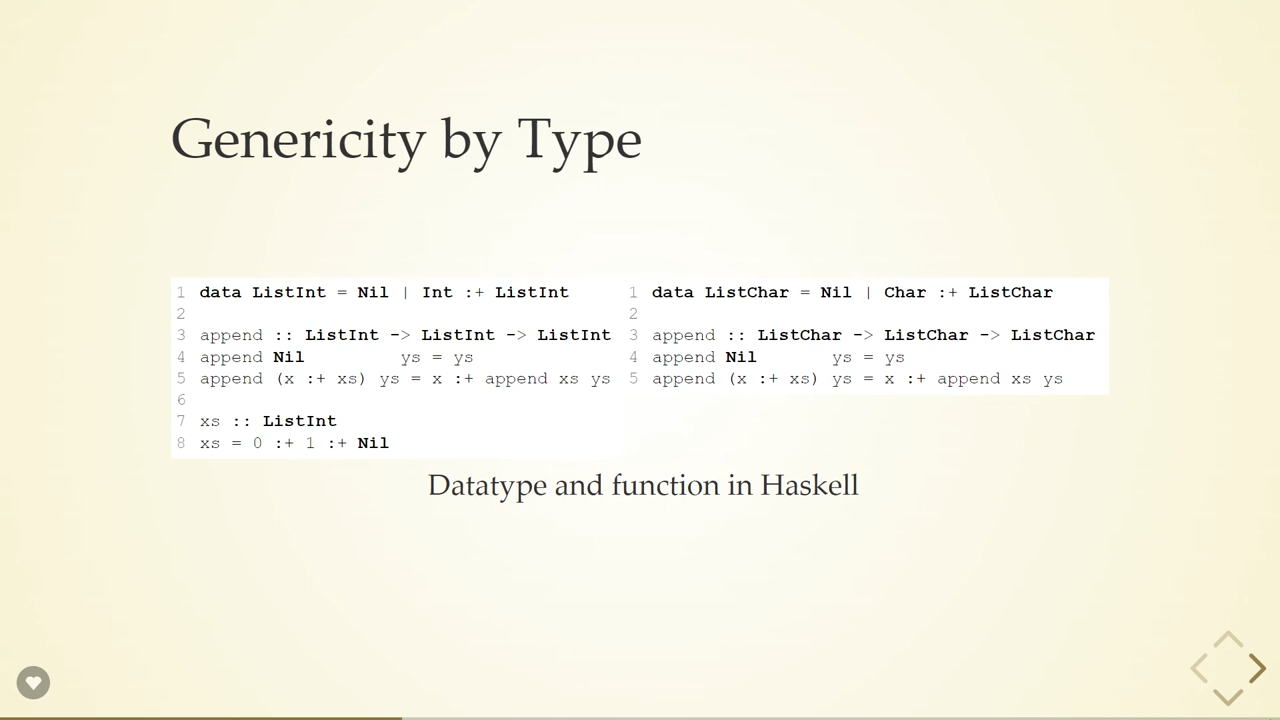 Genericity by Type
1 data ListInt = Nil | Int :+ ListInt
2
3 append :: ListInt -> ListInt -> ListInt
4 append Nil         ys = ys
5 append (x :+ xs) ys = x :+ append xs ys
6
7 xs :: ListInt
8 xs = 0 :+ 1 :+ Nil
1 data ListChar = Nil | Char :+ ListChar
2
3 append :: ListChar -> ListChar -> ListChar
4 append Nil       ys = ys
5 append (x :+ xs) ys = x :+ append xs ys
Datatype and function in Haskell